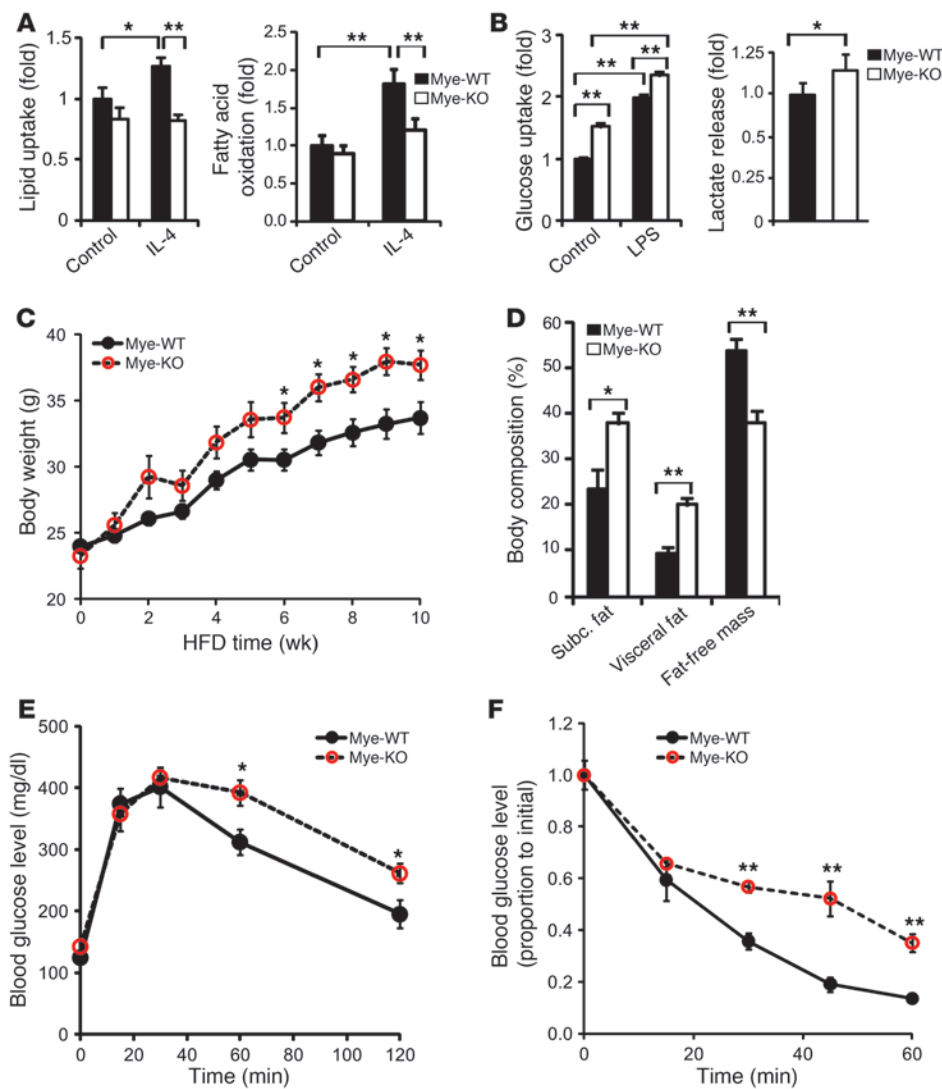 A
Lipid uptake (fold)
1.5
1
0.5
0
* **
Control
IL-4
Fatty acid
oxidation (fold)
2.5
2.0
1.5
1.0
0.5
0.0
** **
Mye-WT
Mye-KO
Control
IL-4
B
Glucose uptake (fold)
3
2
1
0
**
** **
**
Control
LPS
Mye-WT
Mye-KO
Lactate release (fold)
1.25
1.0
0.5
0
*
C
Mye-WT
Mye-KO
Body weight (g)
40
35
30
25
20
* * * * *
0 2 4 6 8 10
HFD time (wk)
D
Mye-WT
Mye-KO
Body composition (%)
60
50
40
30
20
10
0
*
**
**
Subc. fat
Visceral fat
Fat-free mass
E
Mye-WT
Mye-KO
Blood glucose level (mg/dl)
500
400
300
200
100
0
*
*
0 20 40 60 80 100 120
Time (min)
F
Mye-WT
Mye-KO
Blood glucose level
(proportion to initial)
1.2
1.0
0.8
0.6
0.4
0.2
0.0
** **
**
0 20 40 60
Time (min)